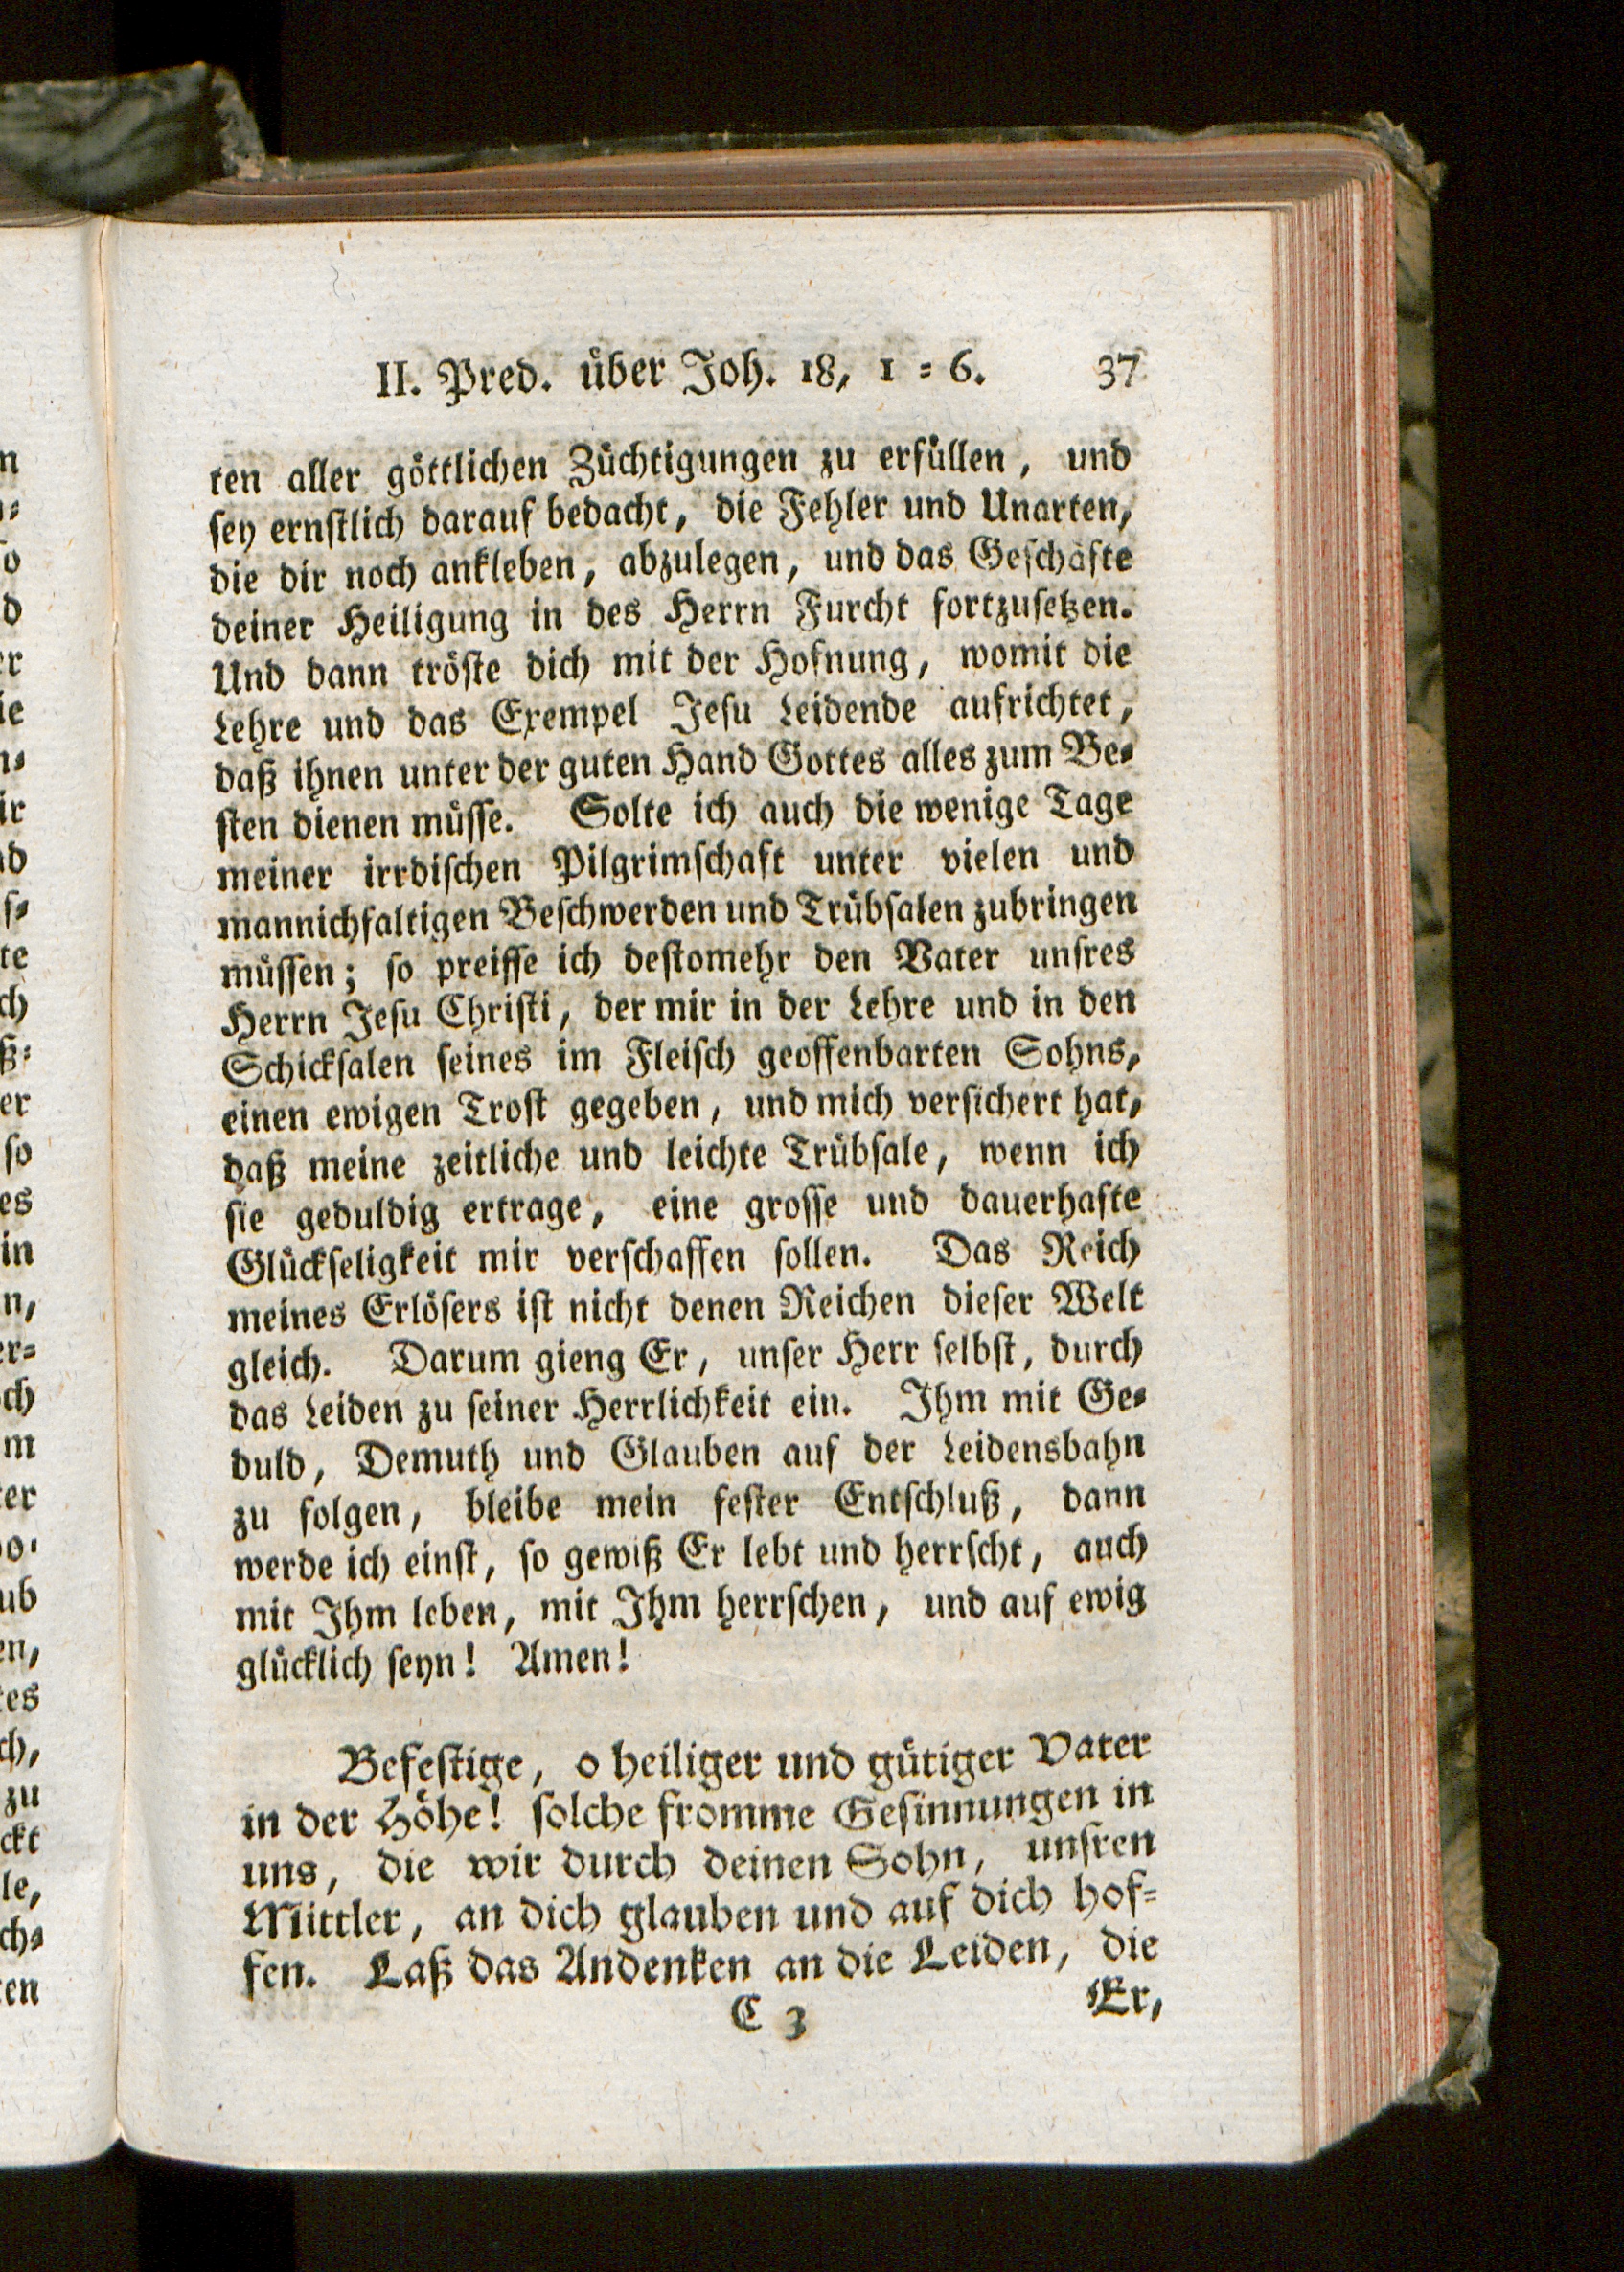 II. Pred. über Joh. 18, 1=6. 37
ten aller göttlichen Züchtigungen zu erfüllen, und
sey ernstlich darauf bedacht, die Fehler und Unarten,
die dir noch ankleben, abzulegen, und das Geschäfte
deiner Heiligung in des Herrn Furcht fortzusetzen.
Und dann tröste dich mit der Hofnung, womit die
Lehre und das Exempel Jesu Leidende aufrichtet,
daß ihnen unter der guten Hand Gottes alles zum Be=
sten dienen müsse. Solte ich auch die wenige Tage
meiner irrdischen Pilgrimschaft unter vielen und
mannichfaltigen Beschwerden und Trübsalen zubringen
müssen; so preisse ich destomehr den Vater unsres
Herrn Jesu Christi, der mir in der Lehre und in den
Schicksalen seines im Fleisch geoffenbarten Sohns,
einen ewigen Trost gegeben, und mich versichert hat,
daß meine zeitliche und leichte Trübsale, wenn ich
sie geduldig ertrage, eine grosse und dauerhafte
Glückseligkeit mir verschaffen sollen. Das Reich
meines Erlösers ist nicht denen Reichen dieser Welt
gleich. Darum gieng Er, unser Herr selbst, durch
das Leiden zu seiner Herrlichkeit ein. Ihm mit Ge=
duld, Demuth und Glauben auf der Leidensbahn
zu folgen, bleibe mein fester Entschluß, dann
werde ich einst, so gewiß Er lebt und herrscht, auch
mit Ihm leben, mit Ihm herrschen, und auf ewig
glücklich seyn! Amen!
Befestige, o heiliger und gütiger Vater
in der Höhe! solche fromme Gesinnungen in
uns, die wir durch deinen Sohn, unsren
Mittler, an dich glauben und auf dich hof=
fen. Laß das Andenken an die Leiden, die
C 3 Er,